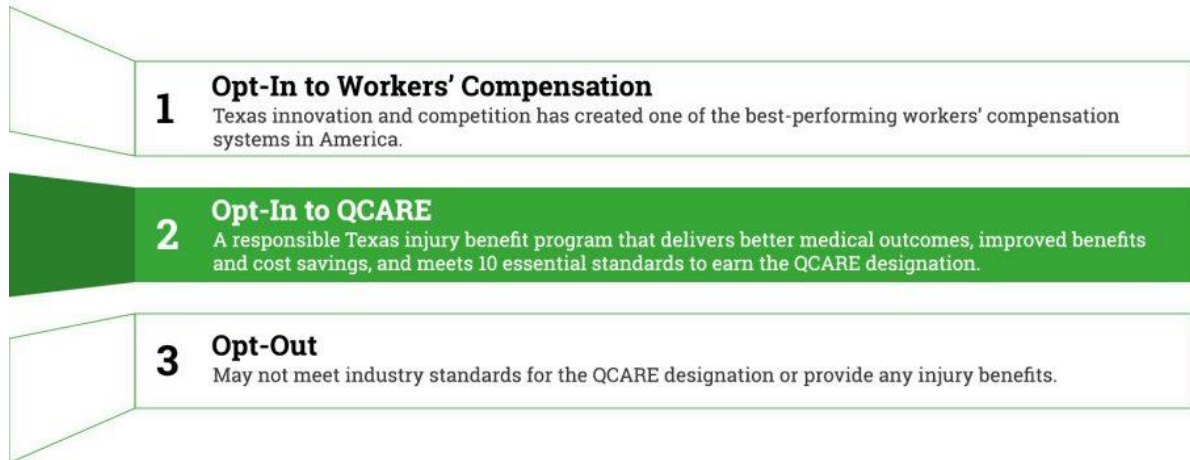 1
Opt-In to Workers’ Compensation
Texas innovation and competition has created one of the best-performing workers’ compensation
systems in America.
2
Opt-In to QCARE
A responsible Texas injury benefit program that delivers better medical outcomes, improved benefits
and cost savings, and meets 10 essential standards to earn the QCARE designation.
3
Opt-Out
May not meet industry standards for the QCARE designation or provide any injury benefits.